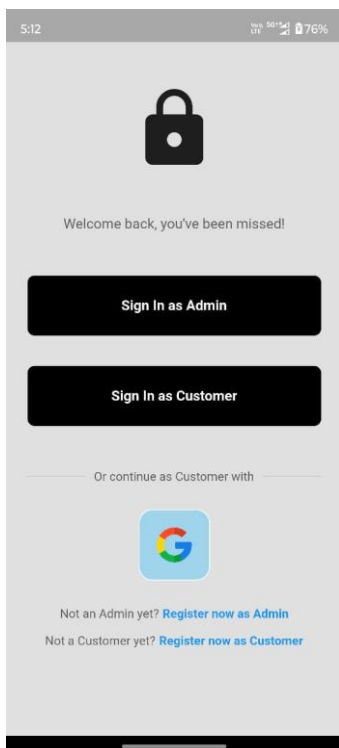 5:12 76%
Welcome back, you've been missed!
Sign In as Admin
Sign In as Customer
Or continue as Customer with
Not an Admin yet? Register now as Admin
Not a Customer yet? Register now as Customer